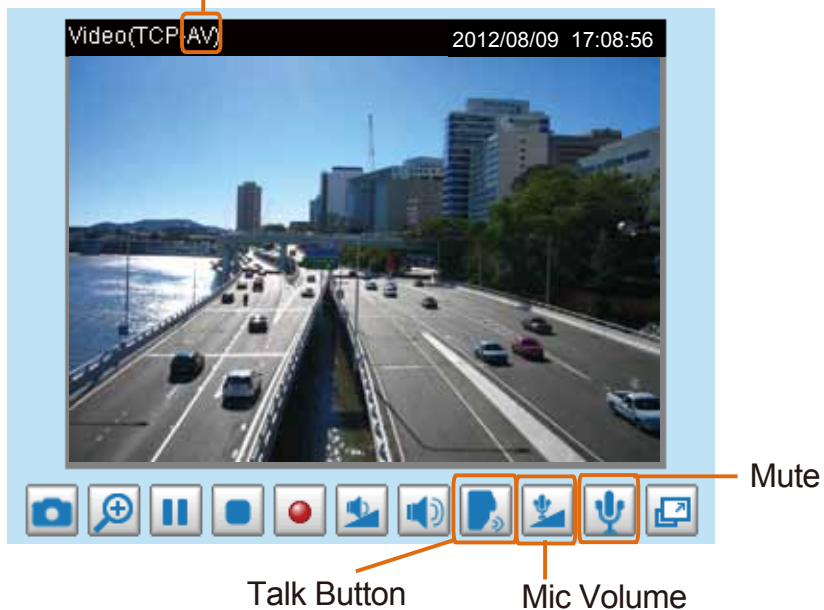 Video(TCP-AV)
2012/08/09 17:08:56
Mute
Talk Button
Mic Volume